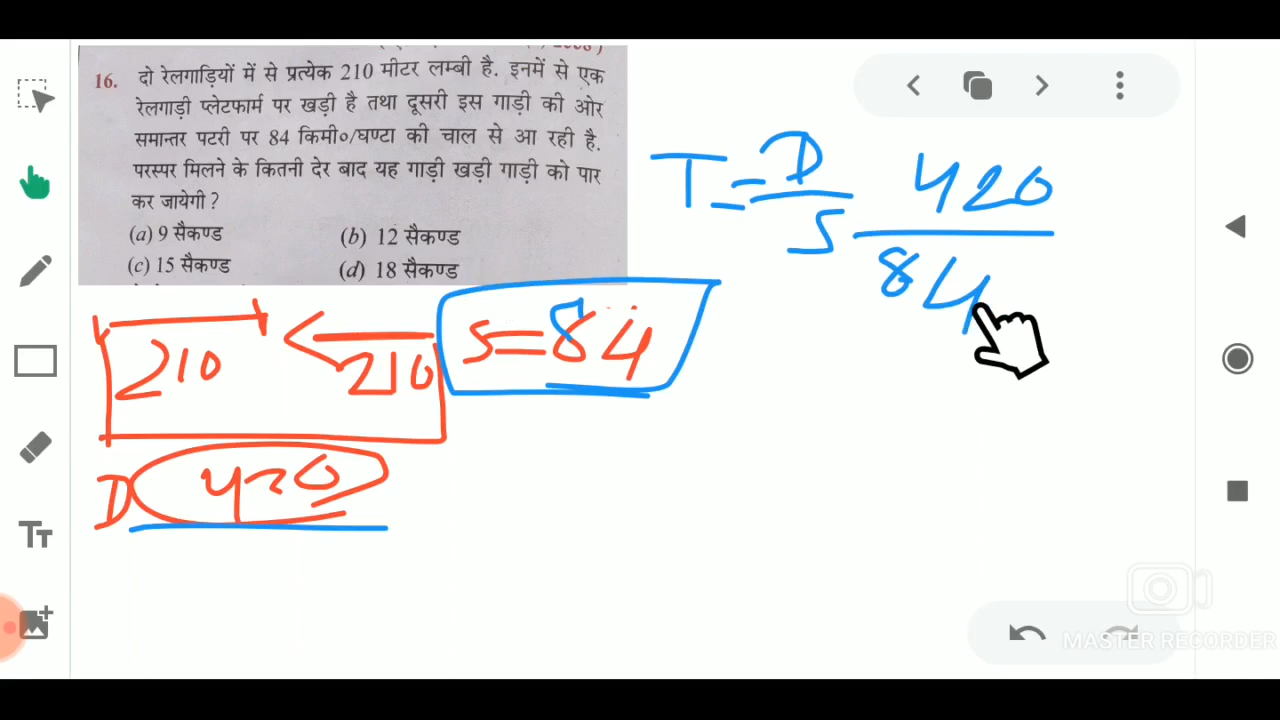 16. दो रेलगाड़ियों में से प्रत्येक 210 मीटर लम्बी है. इनमें से एक
रेलगाड़ी प्लेटफार्म पर खड़ी है तथा दूसरी इस गाड़ी की ओर
समान्तर पटरी पर 84 किमी०/घण्टा की चाल से आ रही है.
परस्पर मिलने के कितनी देर बाद यह गाड़ी खड़ी गाड़ी को पार
कर जायेगी ?
(a) 9 सैकण्ड (b) 12 सैकण्ड
(c) 15 सैकण्ड (d) 18 सैकण्ड
T = D/S 420/84
210 210 S=84
D 420
Tт
MASTER RECORDER